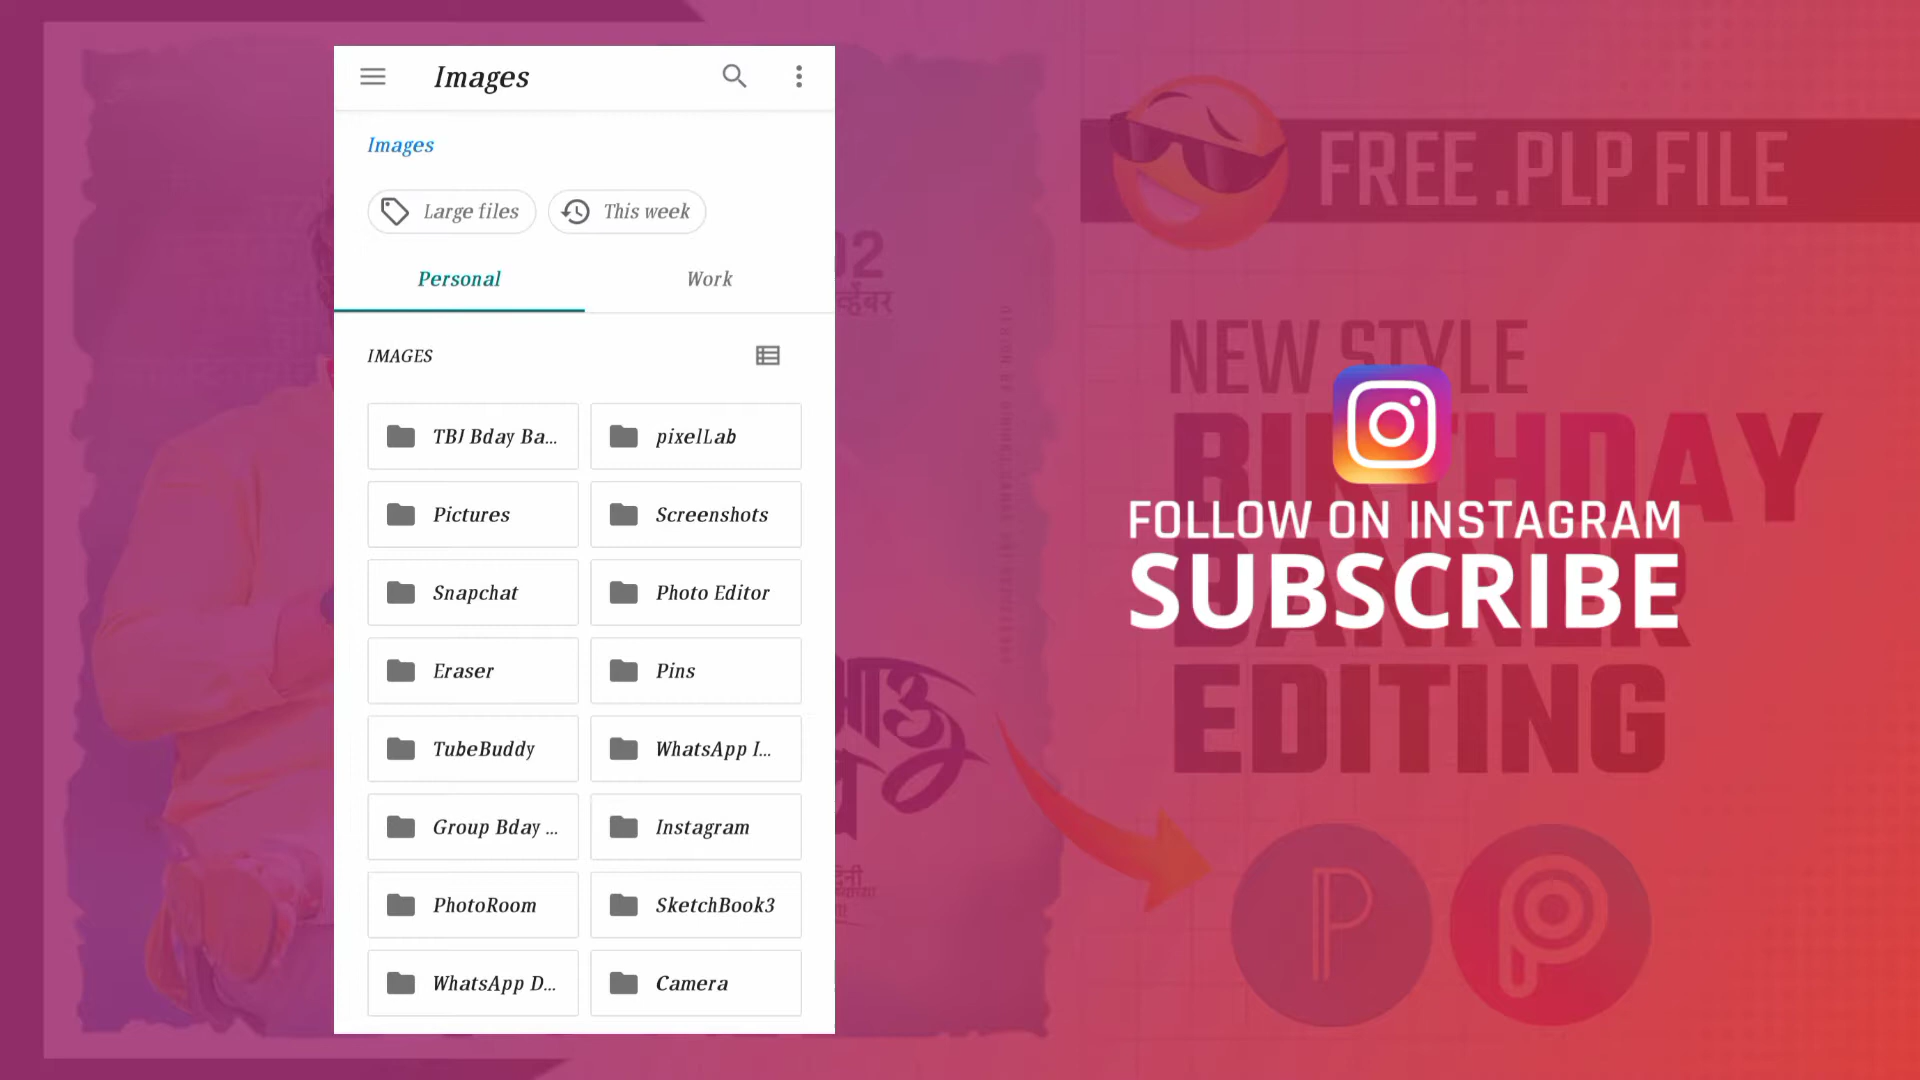 Images
Images
Large files
This week
Personal
Work
IMAGES
TBJ Bday Ba...
pixelLab
Pictures
Screenshots
Snapchat
Photo Editor
Eraser
Pins
TubeBuddy
WhatsApp I...
Group Bday ...
Instagram
PhotoRoom
SketchBook3
WhatsApp D...
Camera
FREE .PLP FILE
NEW STYLE
BIRTHDAY
BANNER
EDITING
FOLLOW ON INSTAGRAM
SUBSCRIBE